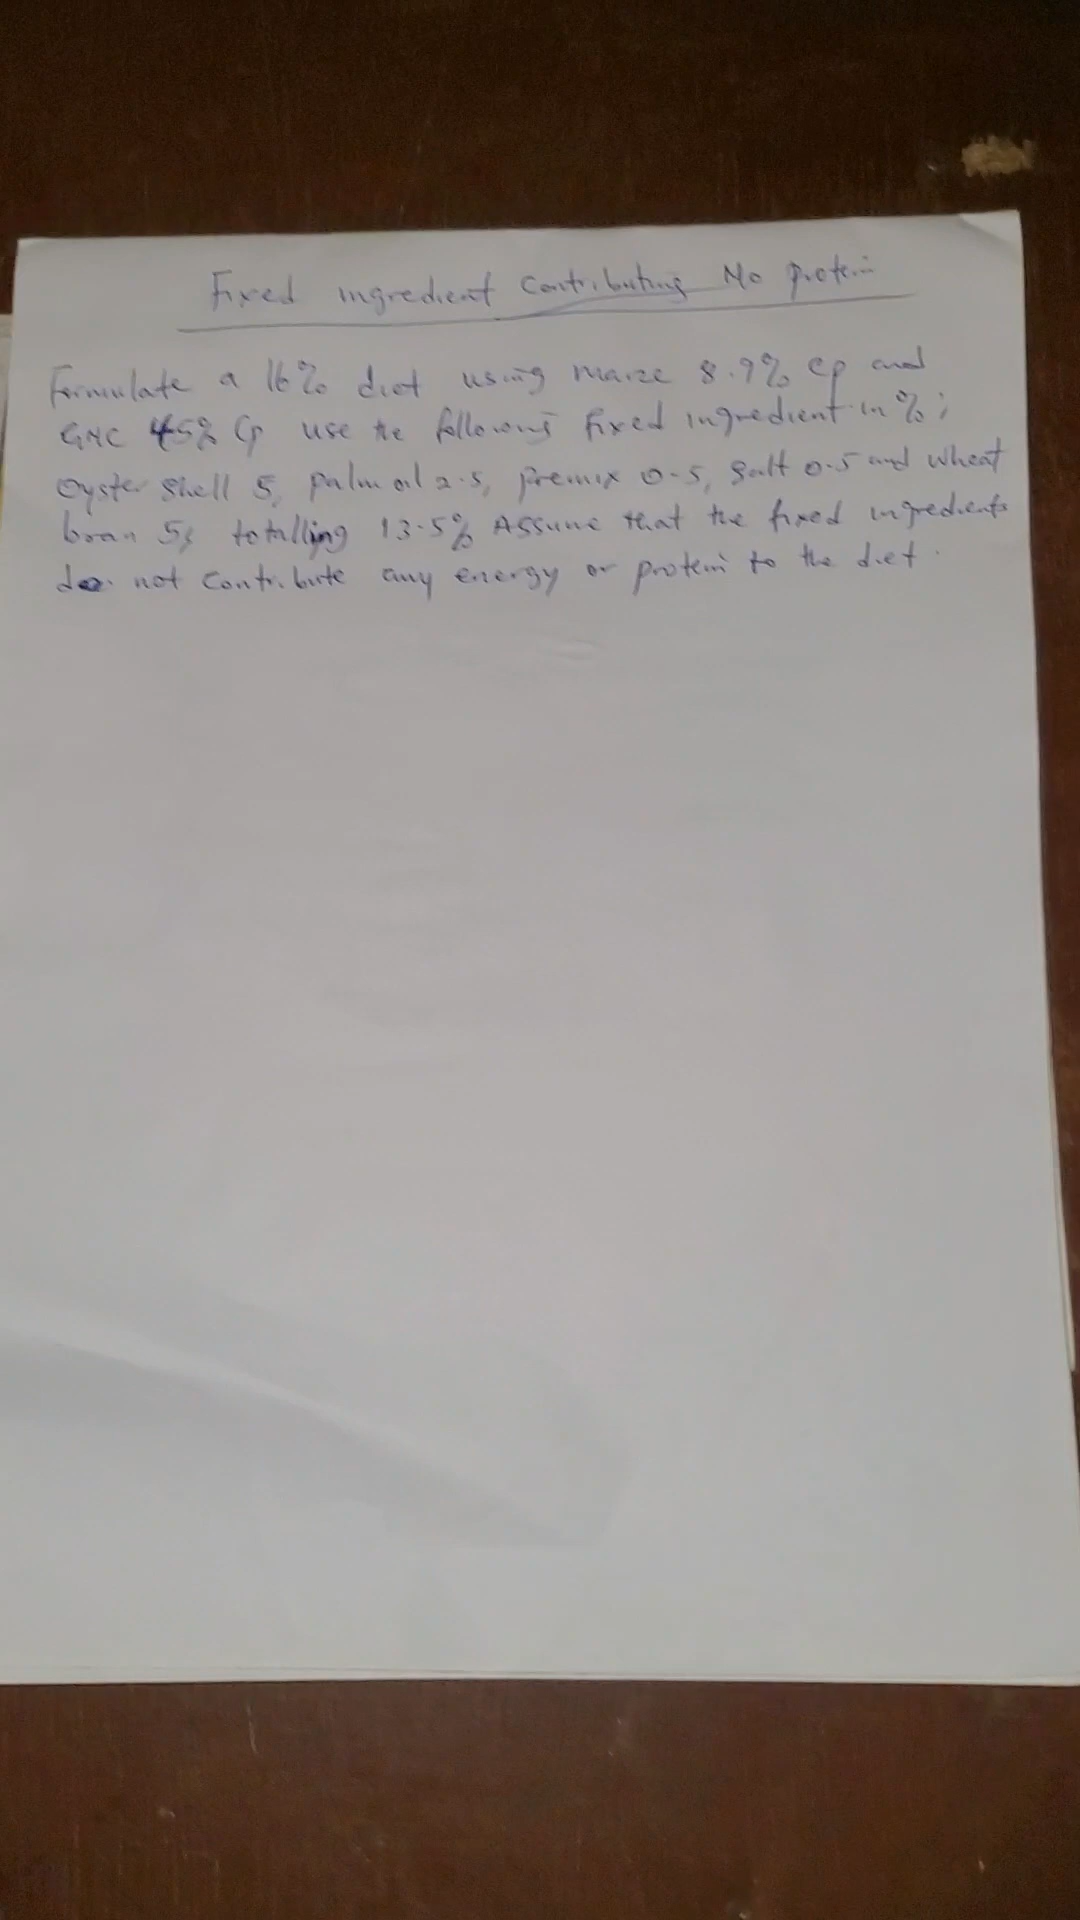 Fixed ingredient Contributing No protein
Formulate a 16% diet using maize 8.9% cp and
GNC 45% Cp use the following fixed ingredient in %;
Oyster shell 5, palm oil 2.5, premix 0.5, salt 0.5 and wheat
bran 5; totalling 13.5% Assume that the fixed ingredients
do not contribute any energy or protein to the diet.